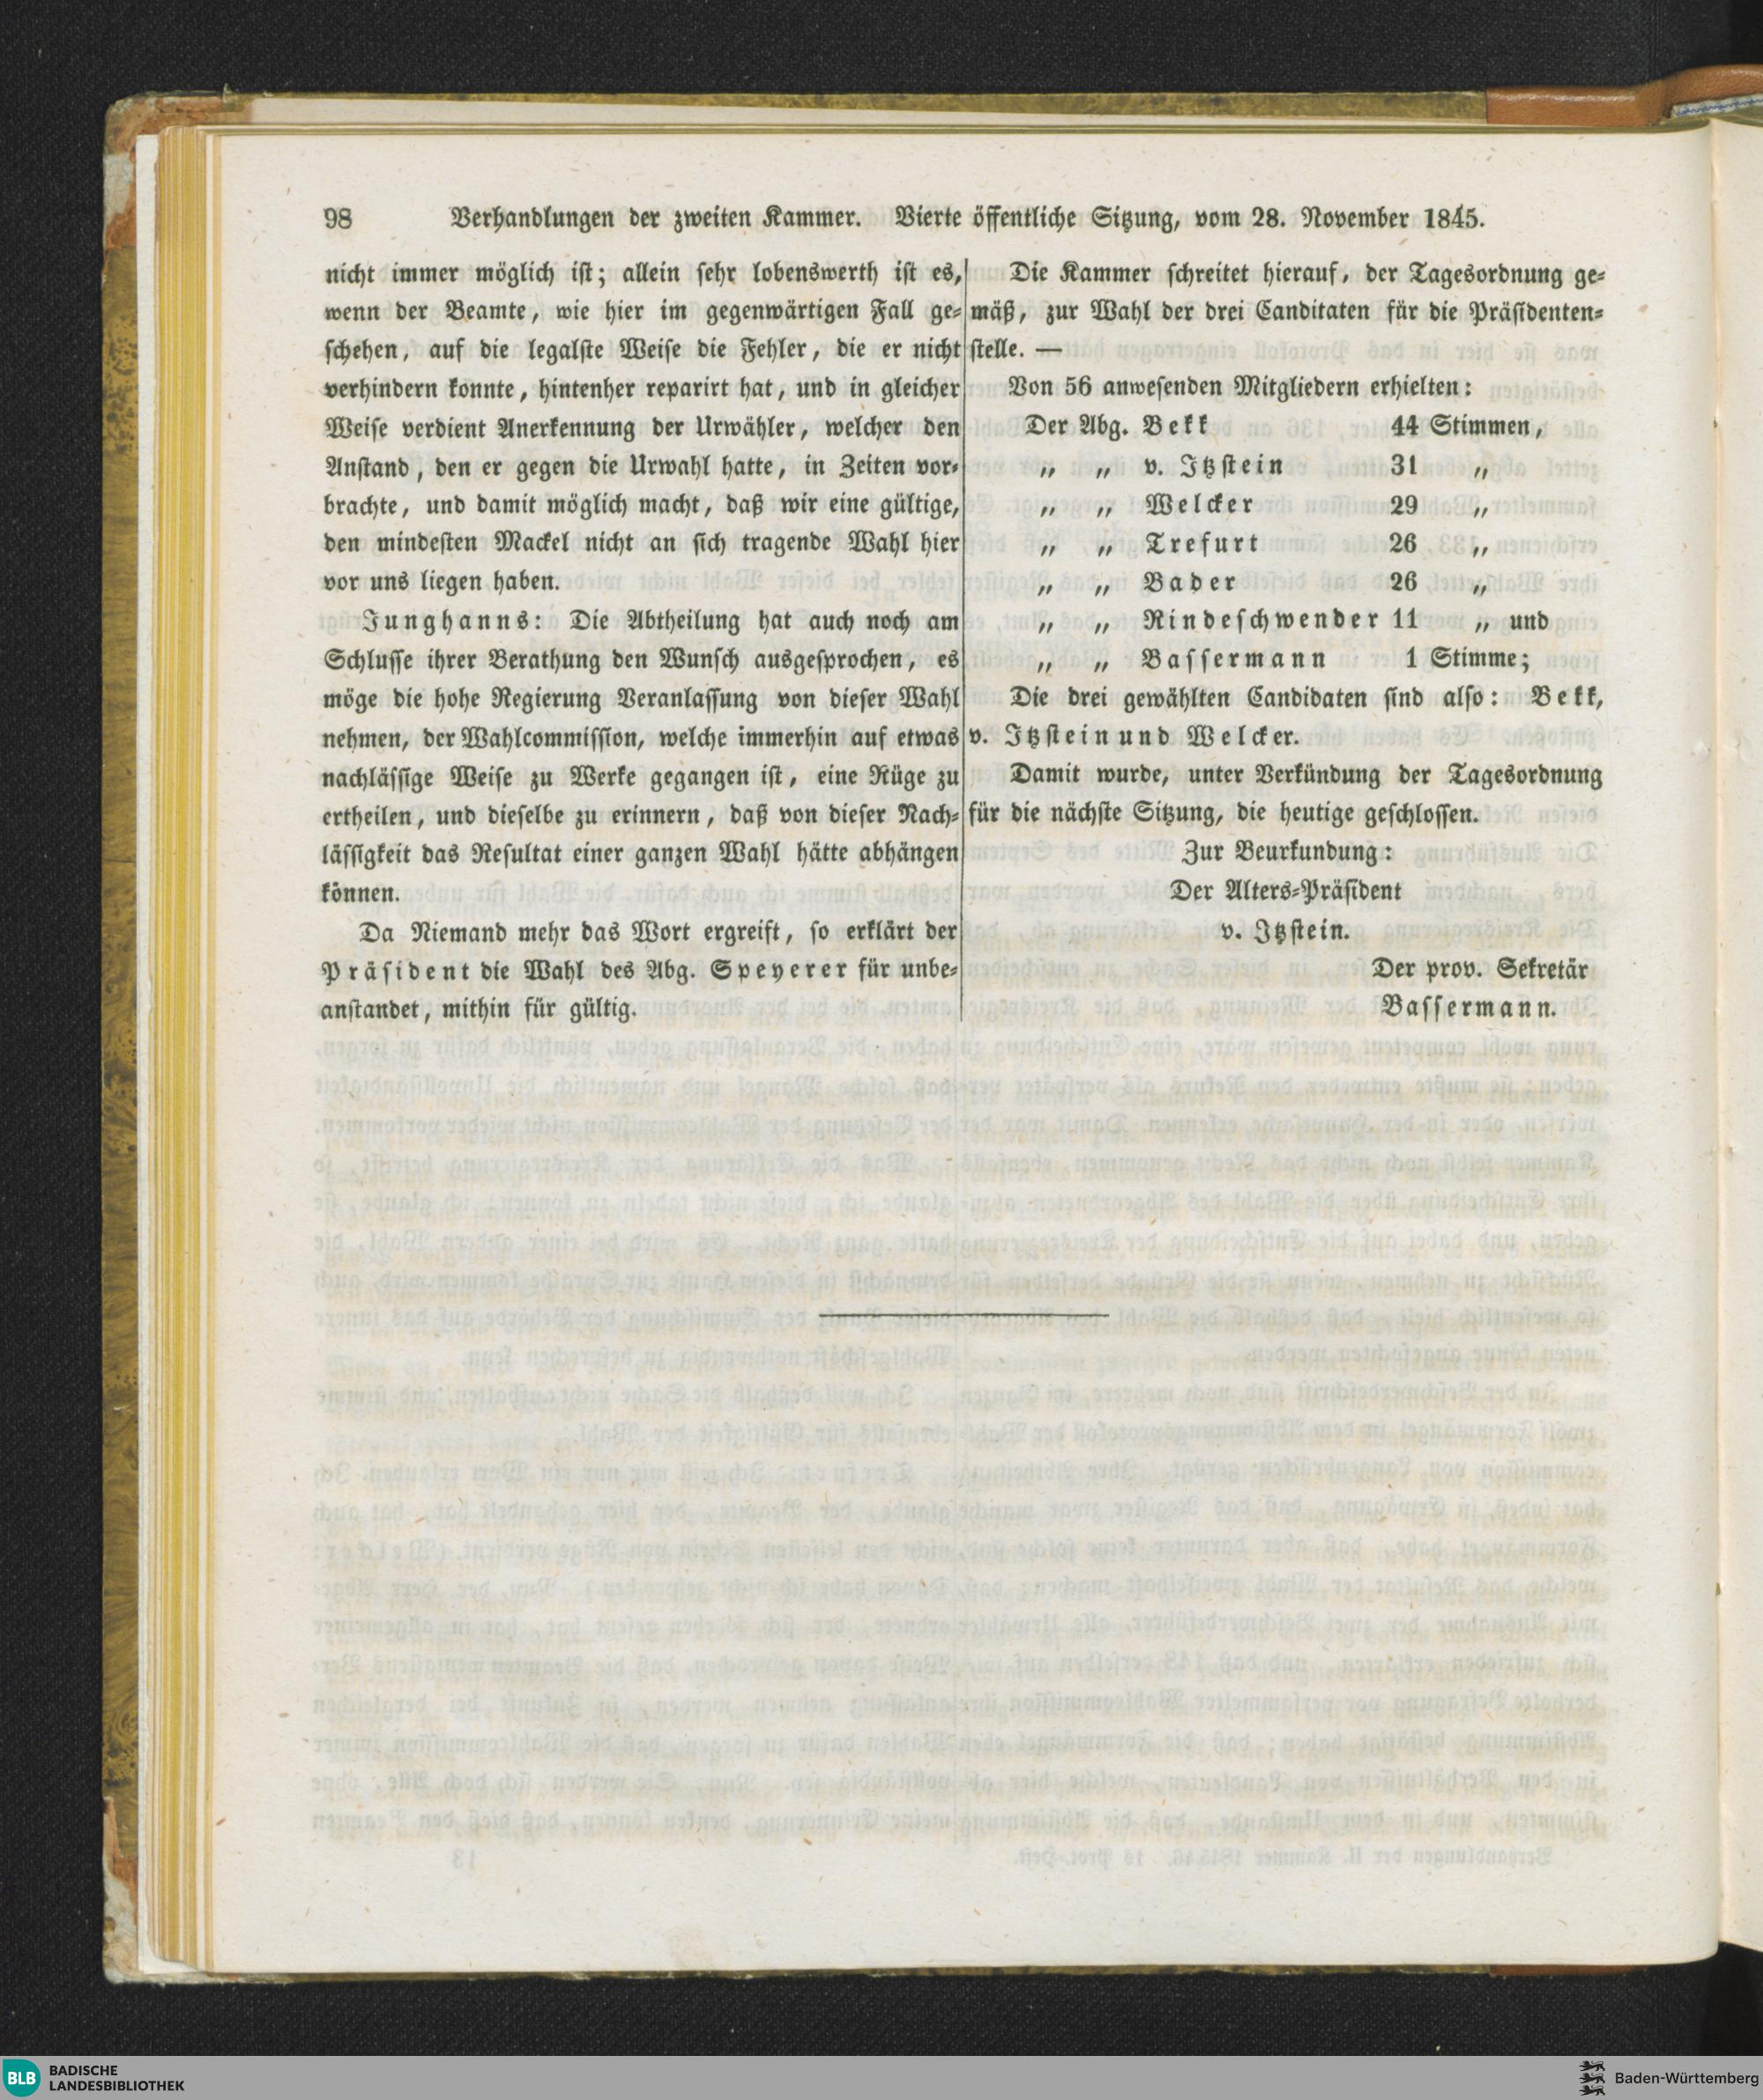 98 Verhandlungen der zweiten Kammer. Vierte öffentliche Sitzung, vom 28. November 1845.
nicht immer möglich ist; allein sehr lobenswerth ist es,
wenn der Beamte, wie hier im gegenwärtigen Fall ge-
schehen, auf die legalste Weise die Fehler, die er nicht
verhindern konnte, hintenher reparirt hat, und in gleicher
Weise verdient Anerkennung der Urwähler, welcher den
Anstand, den er gegen die Urwahl hatte, in Zeiten vor-
brachte, und damit möglich macht, daß wir eine gültige,
den mindesten Mackel nicht an sich tragende Wahl hier
vor uns liegen haben.
Junghanns: Die Abtheilung hat auch noch am
Schlusse ihrer Berathung den Wunsch ausgesprochen, es
möge die hohe Regierung Veranlassung von dieser Wahl
nehmen, der Wahlcommission, welche immerhin auf etwas
nachlässige Weise zu Werke gegangen ist, eine Rüge zu
ertheilen, und dieselbe zu erinnern, daß von dieser Nach-
lässigkeit das Resultat einer ganzen Wahl hätte abhängen
können.
Da Niemand mehr das Wort ergreift, so erklärt der
Präsident die Wahl des Abg. Speyerer für unbe-
anstandet, mithin für gültig.
Die Kammer schreitet hierauf, der Tagesordnung ge-
mäß, zur Wahl der drei Canditaten für die Präsidenten-
stelle. —
Von 56 anwesenden Mitgliedern erhielten:
Der Abg. Bekk 44 Stimmen,
„ „ v. Itzstein 31 „
„ „ Welcker 29 „
„ „ Trefurt 26 „
„ „ Bader 26 „
„ „ Rindeschwender 11 „ und
„ „ Bassermann 1 Stimme;
Die drei gewählten Candidaten sind also: Bekk,
v. Itzstein und Welcker.
Damit wurde, unter Verkündung der Tagesordnung
für die nächste Sitzung, die heutige geschlossen.
Zur Beurkundung:
Der Alters-Präsident
v. Itzstein.
Der prov. Sekretär
Bassermann.
BLB BADISCHE
LANDESBIBLIOTHEK
Baden-Württemberg